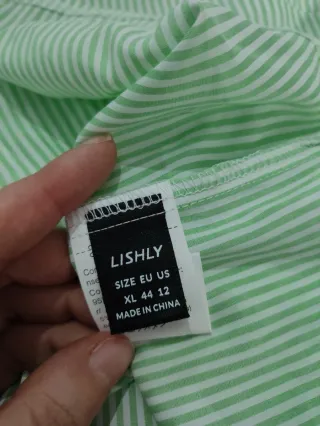 LISHLY
SIZE EU US
XL 44 12
MADE IN CHINA